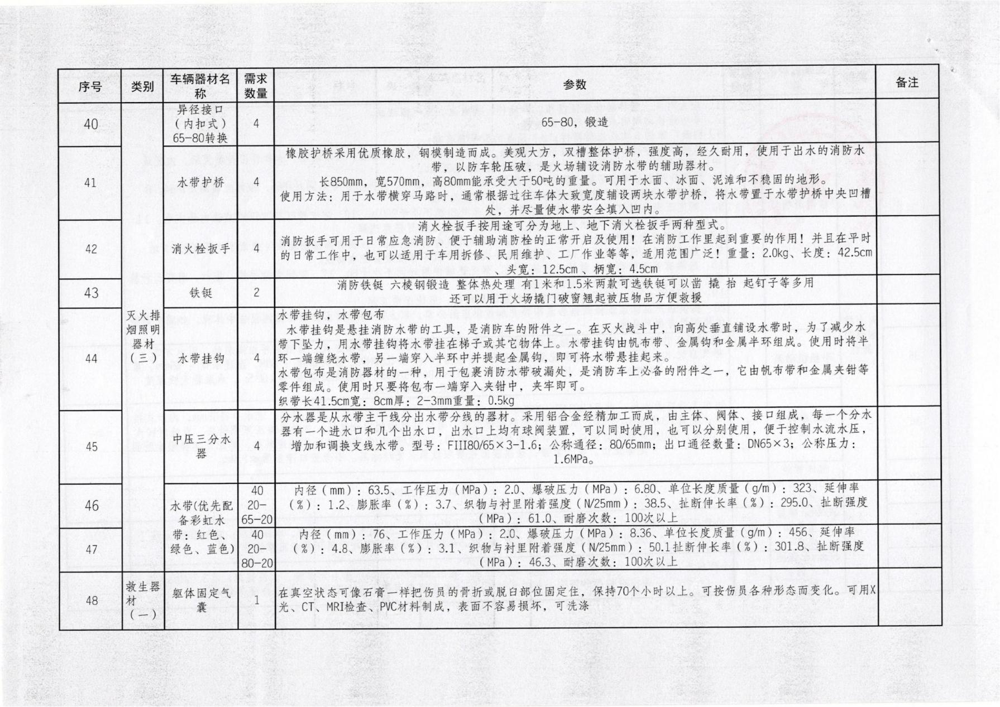 序号
类别
车辆器材名
称
需求
数量
参数
备注
40
异径接口
（内扣式）
65-80转换
4
65-80，锻造
41
水带护桥
4
橡胶护桥采用优质橡胶，钢模制造而成。美观大方，双槽整体护桥，强度高，经久耐用，使用于出水的消防水
带，以防车轮压破，是火场辅设消防水带的辅助器材。
长850mm，宽570mm，高80mm能承受大于50吨的重量。可用于水面、冰面、泥滩和不稳固的地形。
使用方法：用于水带横穿马路时，通常根据过往车体大致宽度辅设两块水带护桥，将水带置于水带护桥中央凹槽
处，并尽量使水带安全填入凹内。
42
消火栓扳手
4
消火栓扳手按用途可分为地上、地下消火栓扳手两种型式。
消防扳手可用于日常应急消防、便于辅助消防栓的正常开启及使用！在消防工作里起到重要的作用！并且在平时
的日常工作中，也可以适用于车用拆修、民用维护、工厂作业等等，适用范围广泛！重量：2.0kg、长度：42.5cm
、头宽：12.5cm、柄宽：4.5cm
43
铁铤
2
消防铁铤 六棱钢锻造 整体热处理 有1米和1.5米两款可选铁铤可以凿 撬 抬 起钉子等多用
还可以用于火场撬门破窗翘起被压物品方便救援
灭火排
烟照明
器材
（三）
44
水带挂钩
4
水带挂钩，水带包布
水带挂钩是悬挂消防水带的工具，是消防车的附件之一。在灭火战斗中，向高处垂直铺设水带时，为了减少水
带下坠力，用水带挂钩将水带挂在梯子或其它物体上。水带挂钩由帆布带、金属钩和金属半环组成。使用时将半
环一端缠绕水带，另一端穿入半环中并提起金属钩，即可将水带悬挂起来。
水带包布是消防器材的一种，用于包裹消防水带破漏处，是消防车上必备的附件之一，它由帆布带和金属夹钳等
零件组成。使用时只要将包布一端穿入夹钳中，夹牢即可。
织带长41.5cm宽：8cm厚：2-3mm重量：0.5kg
45
中压三分水
器
4
分水器是从水带主干线分出水带分线的器材。采用铝合金经精加工而成，由主体、阀体、接口组成，每一个分水
器有一个进水口和几个出水口，出水口上均有球阀装置，可以同时使用，也可以分别使用，便于控制水流水压，
增加和调换支线水带。型号：FIII80/65×3-1.6；公称通径：80/65mm；出口通径数量：DN65×3；公称压力：
1.6MPa。
46
水带(优先配
备彩虹水
带：红色、
绿色、蓝色)
40
20-
65-20
内径（mm）：63.5、工作压力（MPa）：2.0、爆破压力（MPa）：6.80、单位长度质量（g/m）：323、延伸率
（%）：1.2、膨胀率（%）：3.7、织物与衬里附着强度（N/25mm）：38.5、扯断伸长率（%）：295.0、扯断强度
（MPa）：61.0、耐磨次数：100次以上
47
40
20-
80-20
内径（mm）：76、工作压力（MPa）：2.0、爆破压力（MPa）：8.36、单位长度质量（g/m）：456、延伸率
（%）：4.8、膨胀率（%）：3.1、织物与衬里附着强度（N/25mm）：50.1扯断伸长率（%）：301.8、扯断强度
（MPa）：46.3、耐磨次数：100次以上
48
救生器
材
（一）
躯体固定气
囊
1
在真空状态可像石膏一样把伤员的骨折或脱臼部位固定住，保持70个小时以上。可按伤员各种形态而变化。可用X
光、CT、MRI检查、PVC材料制成，表面不容易损坏，可洗涤